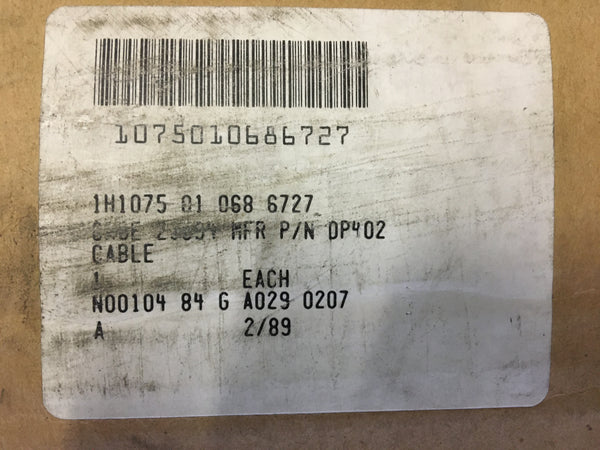 1075010686727
1H1075 01 068 6727
MFR P/N DP402
CABLE
1 EACH
N00104 84 G A029 0207
A 2/89